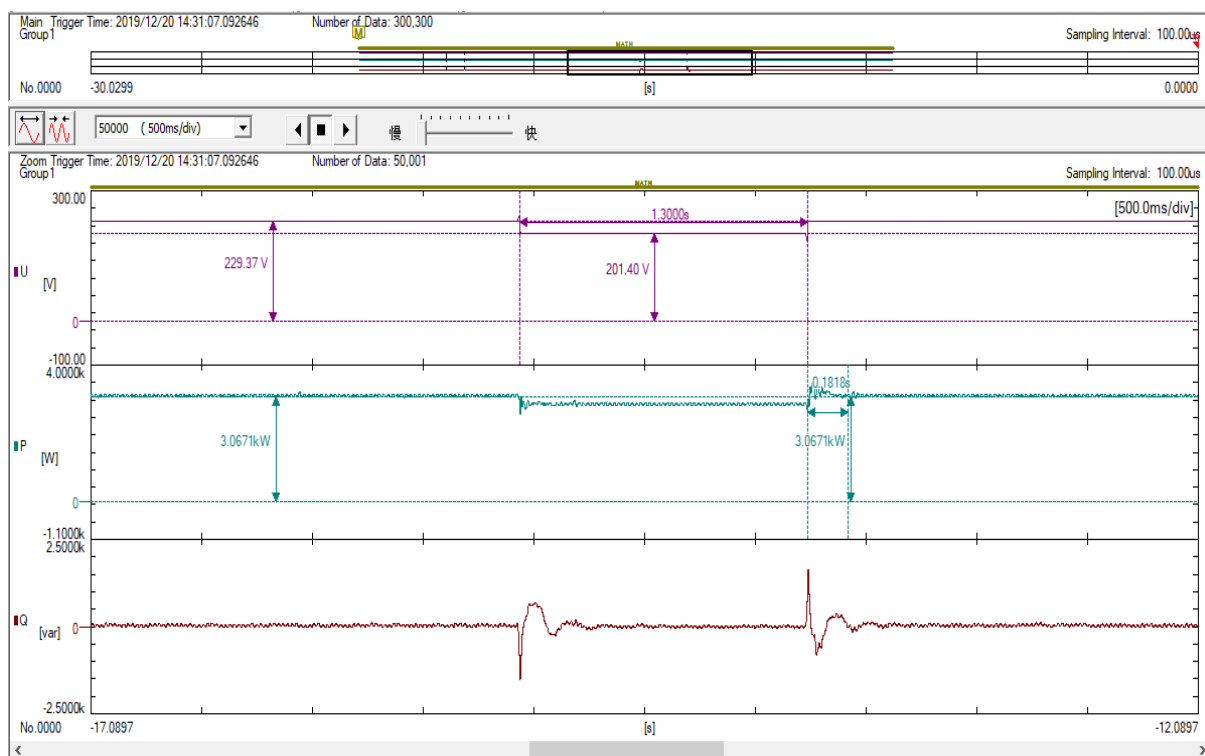 Main Trigger Time: 2019/12/20 14:31:07.092646 Number of Data: 300,300
Group1 Sampling Interval: 100.00us
M
MATH
No.0000 -30.0299 [s] 0.0000
50000 ( 500ms/div) 慢 快
Zoom Trigger Time: 2019/12/20 14:31:07.092646 Number of Data: 50,001
Group1 Sampling Interval: 100.00us
MATH
300.00 [500.0ms/div]
1.3000s
229.37 V 201.40 V
U
[V]
0
-100.00
4.0000k
0.1818s
3.0671kW 3.0671kW
P
[W]
0
-1.1000k
2.5000k
Q
[var] 0
-2.5000k
No.0000 -17.0897 [s] -12.0897